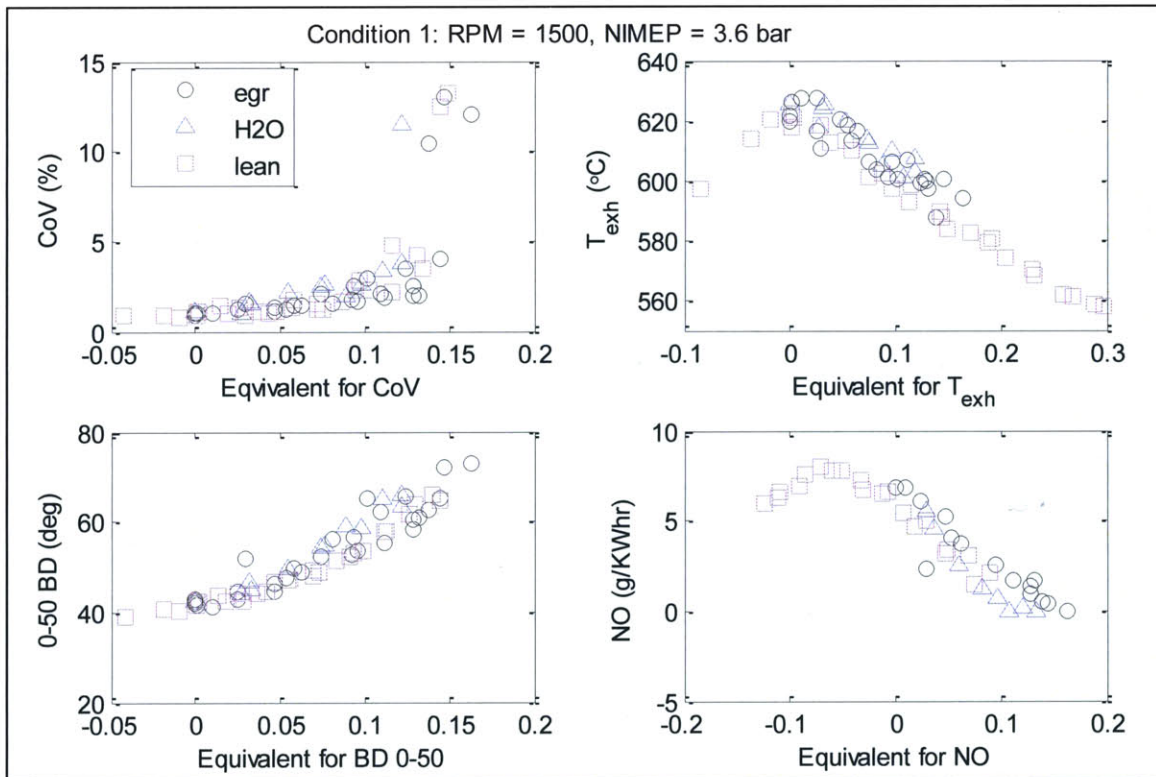 Condition 1: RPM = 1500, NIMEP = 3.6 bar
15
10
5
0
CoV (%)
egr
H2O
lean
-0.05 0 0.05 0.1 0.15 0.2
Eqvivalent for CoV
640
620
600
580
560
Texh (oC)
-0.1 0 0.1 0.2 0.3
Equivalent for Texh
80
60
40
20
0-50 BD (deg)
-0.05 0 0.05 0.1 0.15 0.2
Equivalent for BD 0-50
10
5
0
-5
NO (g/KWhr)
-0.2 -0.1 0 0.1 0.2
Equivalent for NO